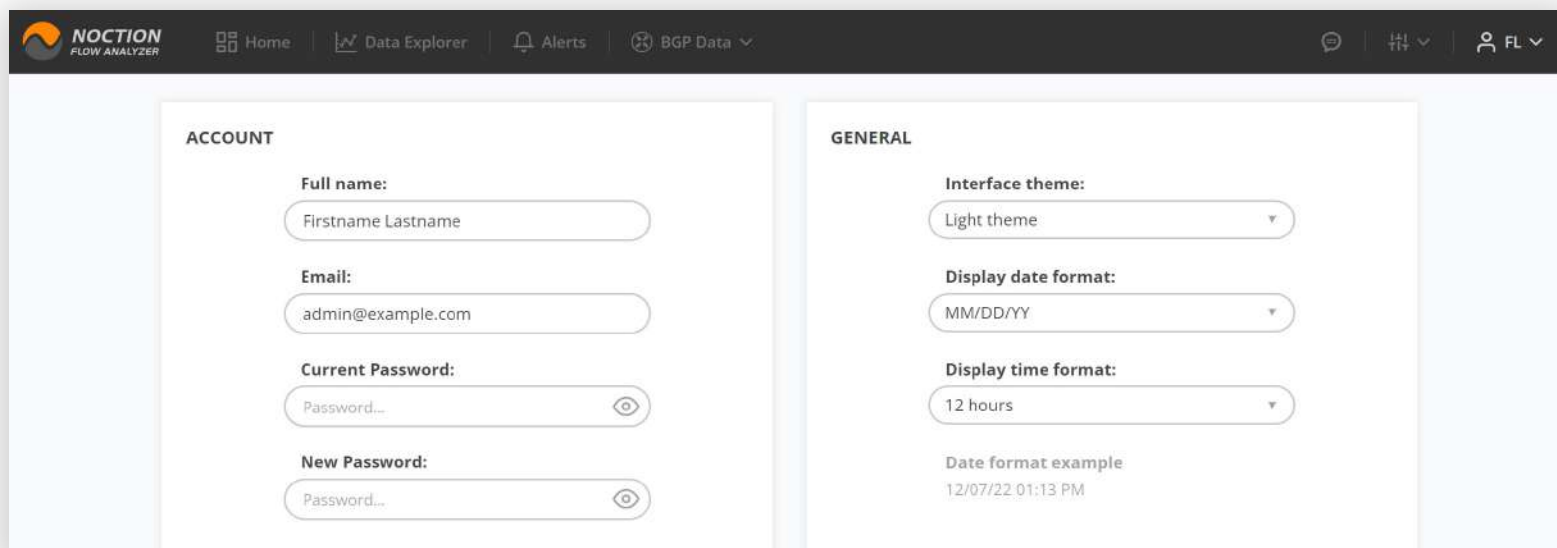 NOCTION
FLOW ANALYZER
Home
Data Explorer
Alerts
BGP Data
FL
ACCOUNT
Full name:
Firstname Lastname
Email:
admin@example.com
Current Password:
Password...
New Password:
Password...
GENERAL
Interface theme:
Light theme
Display date format:
MM/DD/YY
Display time format:
12 hours
Date format example
12/07/22 01:13 PM